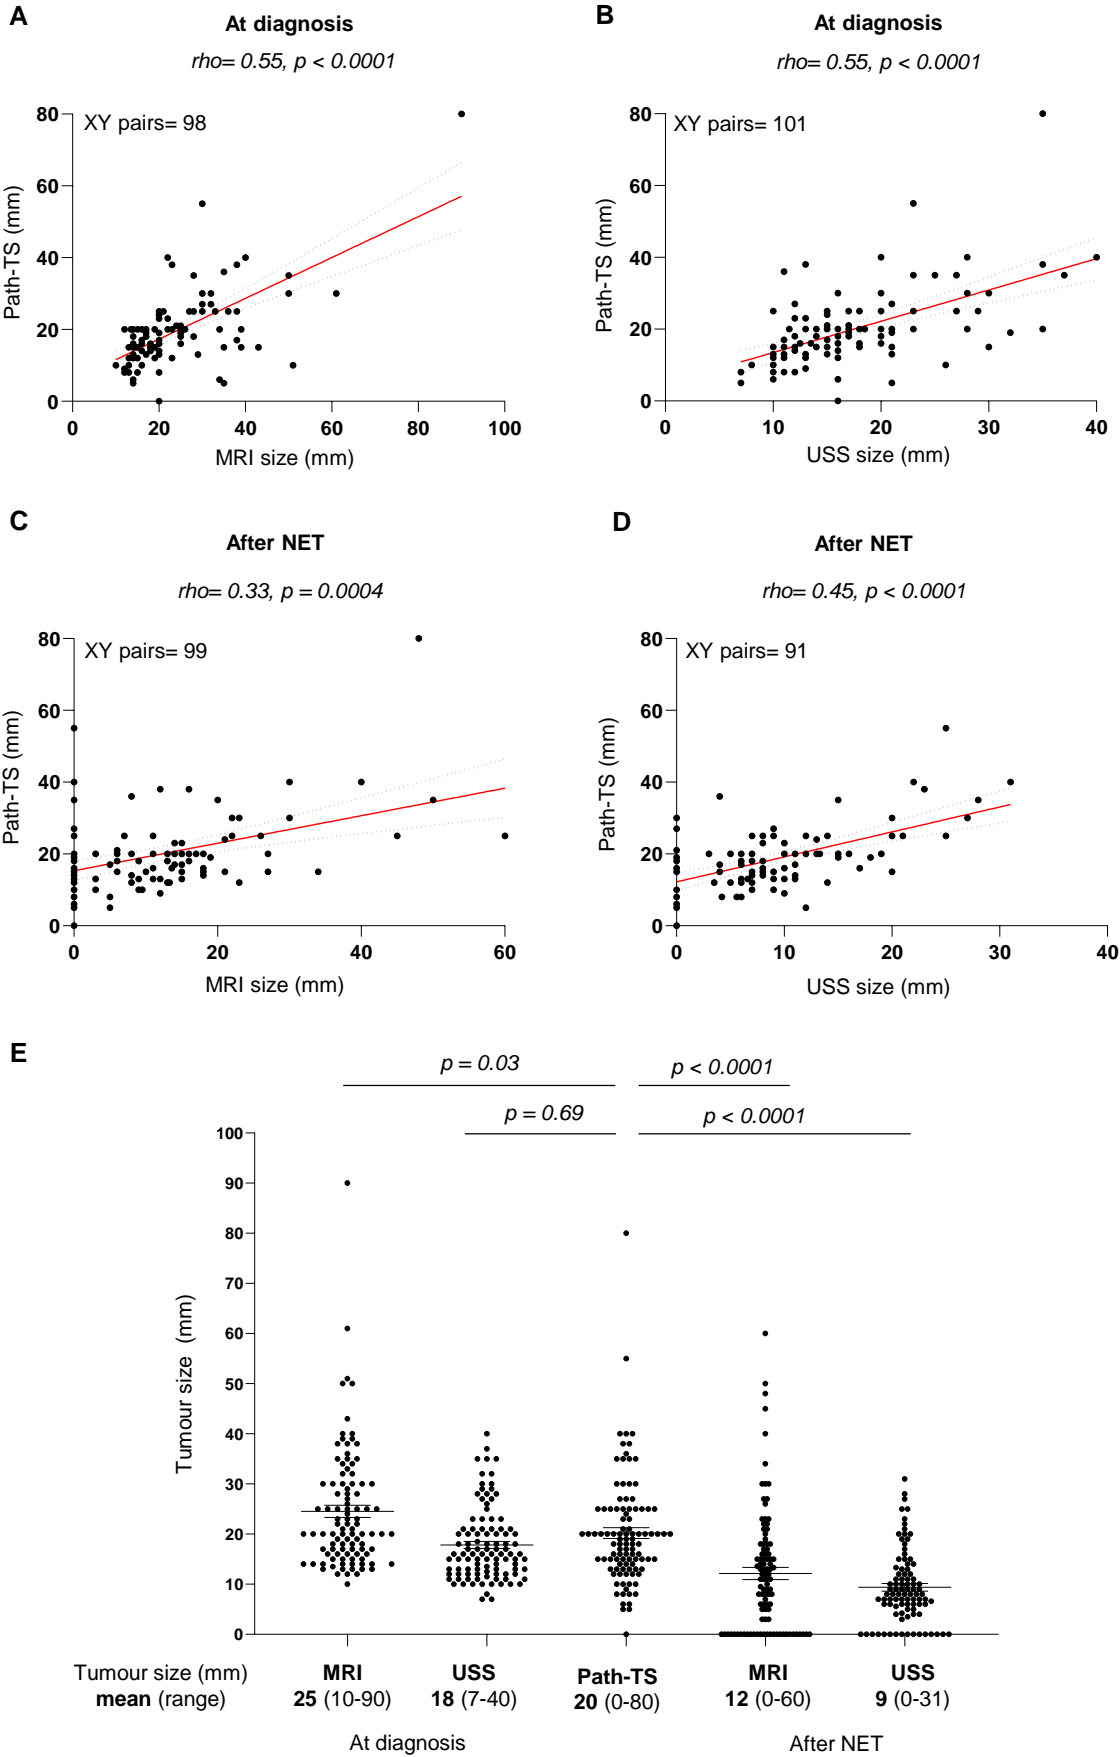 A
At diagnosis
rho= 0.55, p < 0.0001
XY pairs= 98
Path-TS (mm)
80
60
40
20
0
0 20 40 60 80 100
MRI size (mm)
B
At diagnosis
rho= 0.55, p < 0.0001
XY pairs= 101
Path-TS (mm)
80
60
40
20
0
0 10 20 30 40
USS size (mm)
C
After NET
rho= 0.33, p = 0.0004
XY pairs= 99
Path-TS (mm)
80
60
40
20
0
0 20 40 60
MRI size (mm)
D
After NET
rho= 0.45, p < 0.0001
XY pairs= 91
Path-TS (mm)
80
60
40
20
0
0 10 20 30 40
USS size (mm)
E
p = 0.03 p < 0.0001
p = 0.69 p < 0.0001
Tumour size (mm)
100
90
80
70
60
50
40
30
20
10
0
Tumour size (mm) MRI USS Path-TS MRI USS
mean (range) 25 (10-90) 18 (7-40) 20 (0-80) 12 (0-60) 9 (0-31)
At diagnosis After NET